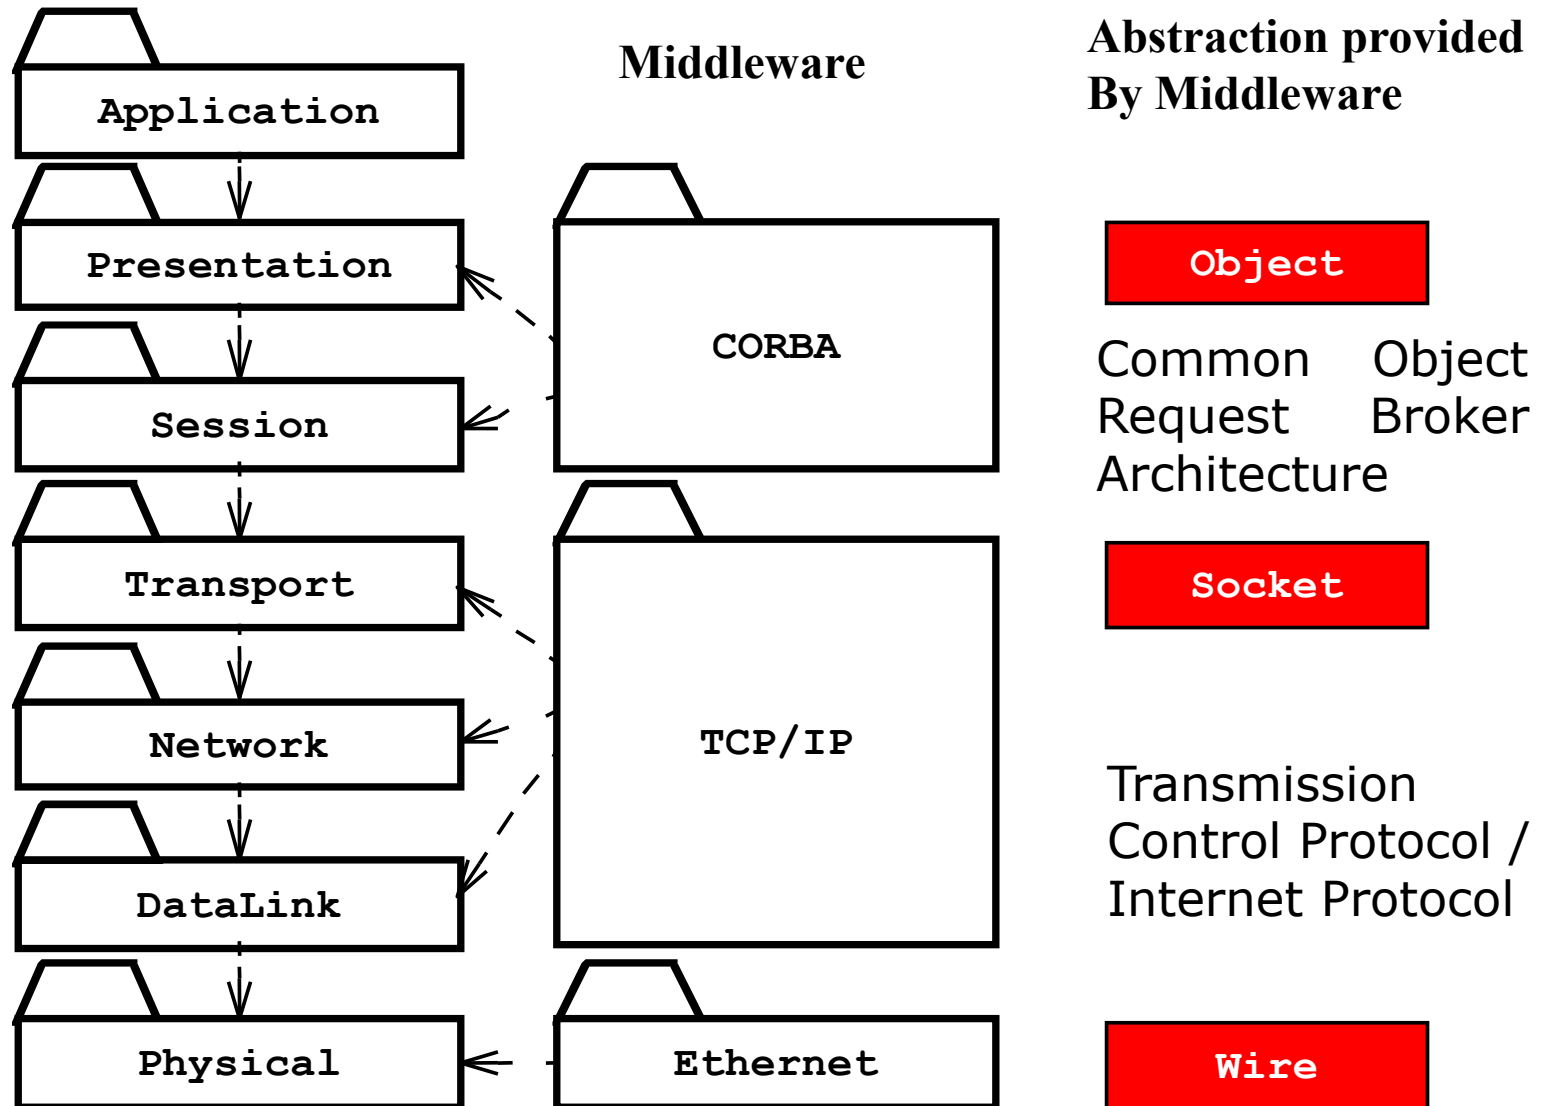 Middleware
Abstraction provided
By Middleware
Application
Presentation
Session
Transport
Network
DataLink
Physical
CORBA
TCP/IP
Ethernet
Object
Common Object
Request Broker
Architecture
Socket
Transmission
Control Protocol /
Internet Protocol
Wire